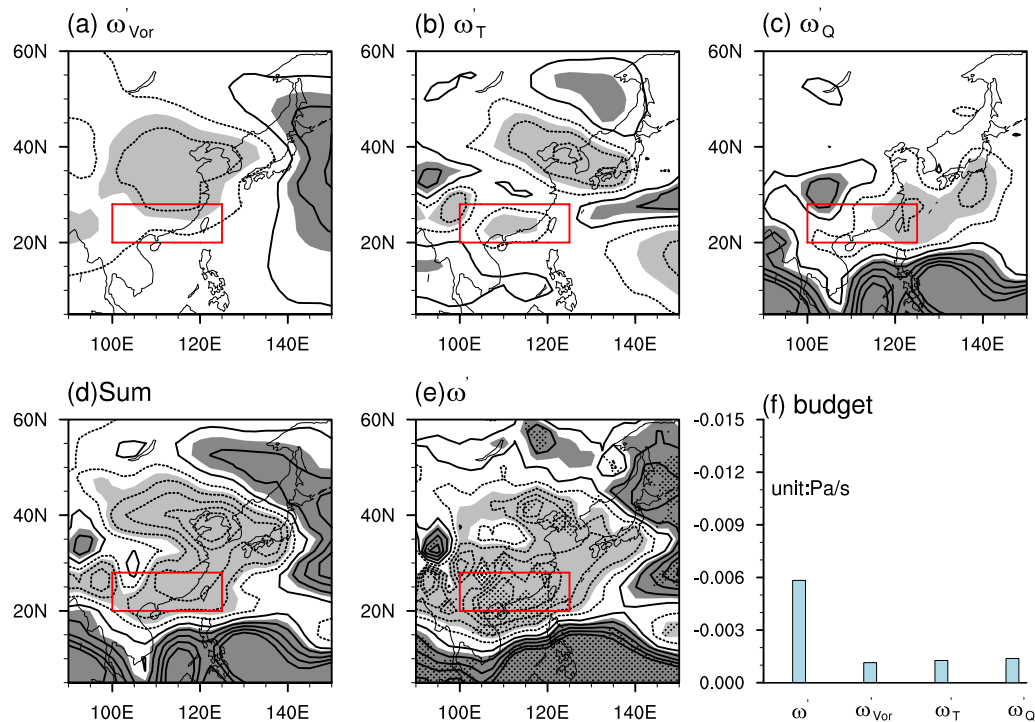 (a) ω'Vor
(b) ω'T
(c) ω'Q
60N
40N
20N
100E 120E 140E
60N
40N
20N
100E 120E 140E
60N
40N
20N
100E 120E 140E
(d)Sum
(e)ω'
(f) budget
60N
40N
20N
100E 120E 140E
60N
40N
20N
100E 120E 140E
-0.015
-0.012
unit:Pa/s
-0.009
-0.006
-0.003
0.000
ω' ω'Vor ω'T ω'Q